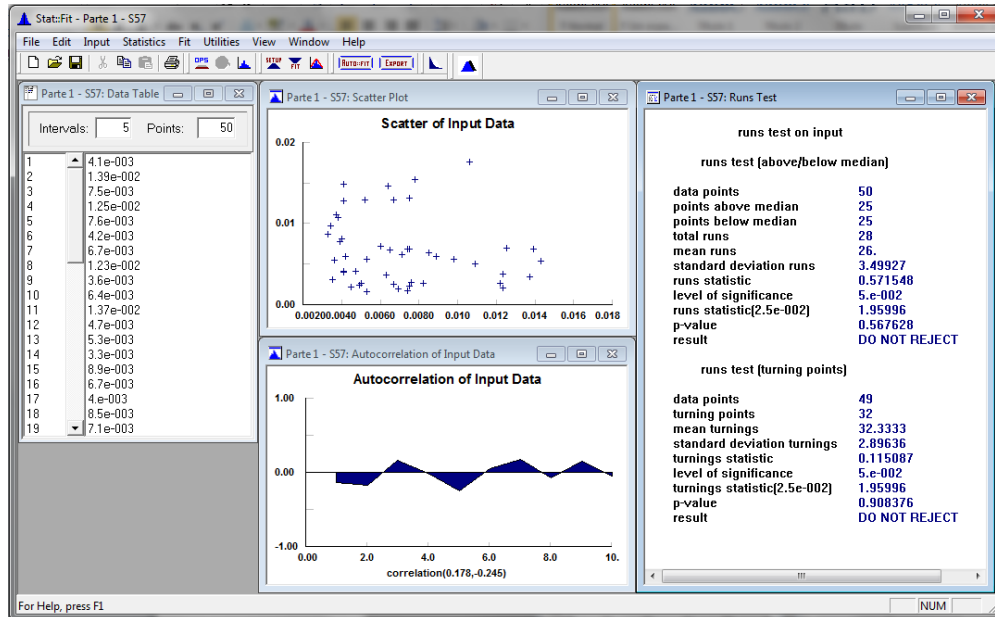 Stat::Fit - Parte 1 - S57
File Edit Input Statistics Fit Utilities View Window Help
OPS SETUP FIT AUTO::FIT EXPORT
Parte 1 - S57: Data Table
Intervals: 5 Points: 50
1 4.1e-003
2 1.39e-002
3 7.5e-003
4 1.25e-002
5 7.6e-003
6 4.2e-003
7 6.7e-003
8 1.23e-002
9 3.6e-003
10 6.4e-003
11 1.37e-002
12 4.7e-003
13 5.3e-003
14 3.3e-003
15 8.9e-003
16 6.7e-003
17 4.e-003
18 8.5e-003
19 7.1e-003
Parte 1 - S57: Scatter Plot
Scatter of Input Data
0.02
0.01
0.00
0.0020 0.0040 0.0060 0.0080 0.010 0.012 0.014 0.016 0.018
Parte 1 - S57: Autocorrelation of Input Data
Autocorrelation of Input Data
1.00
0.00
-1.00
0.00 2.0 4.0 6.0 8.0 10.
correlation(0.178,-0.245)
Parte 1 - S57: Runs Test
runs test on input
runs test (above/below median)
data points 50
points above median 25
points below median 25
total runs 28
mean runs 26.
standard deviation runs 3.49927
runs statistic 0.571548
level of significance 5.e-002
runs statistic(2.5e-002) 1.95996
p-value 0.567628
result DO NOT REJECT
runs test (turning points)
data points 49
turning points 32
mean turnings 32.3333
standard deviation turnings 2.89636
turnings statistic 0.115087
level of significance 5.e-002
turnings statistic(2.5e-002) 1.95996
p-value 0.908376
result DO NOT REJECT
For Help, press F1
NUM